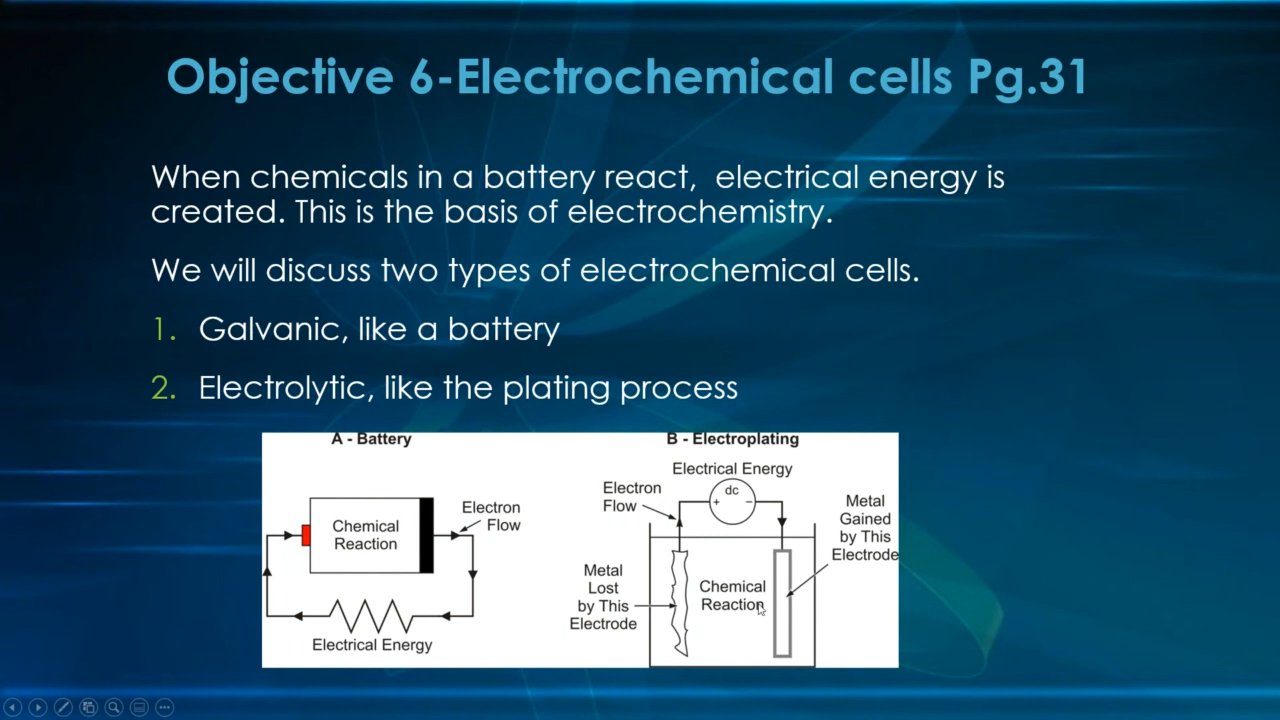 Objective 6-Electrochemical cells Pg.31
When chemicals in a battery react,  electrical energy is
created. This is the basis of electrochemistry.
We will discuss two types of electrochemical cells.
1. Galvanic, like a battery
2. Electrolytic, like the plating process
A - Battery
Chemical
Reaction
Electron
Flow
Electrical Energy
B - Electroplating
Electrical Energy
dc
+ −
Electron
Flow
Metal
Gained
by This
Electrode
Metal
Lost
by This
Electrode
Chemical
Reaction